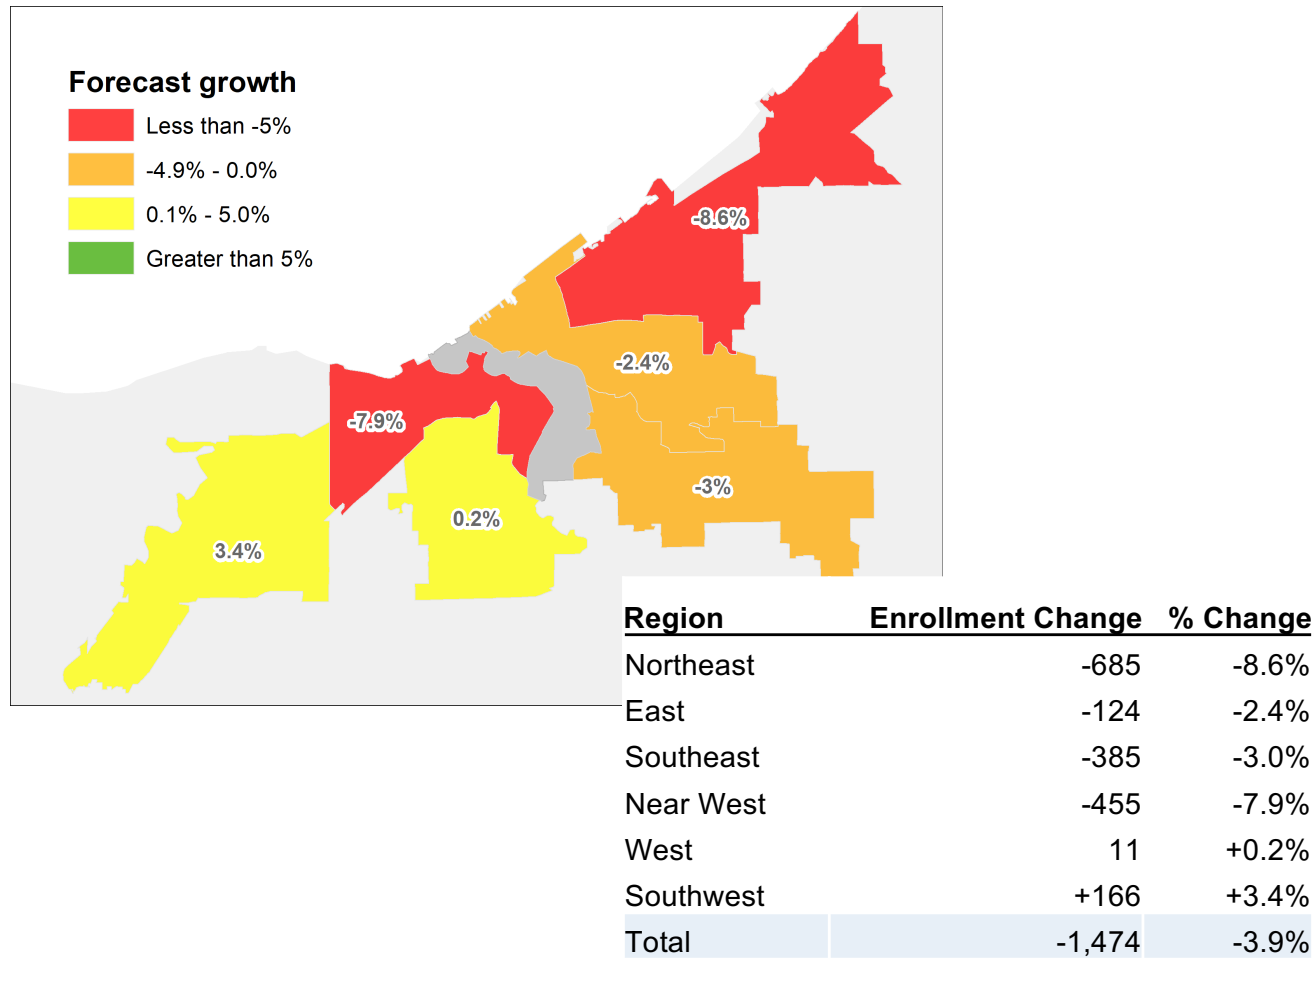 Forecast growth
Less than -5%
-4.9% - 0.0%
0.1% - 5.0%
Greater than 5%
-8.6%
-2.4%
-7.9%
-3%
0.2%
3.4%
Region Enrollment Change % Change
Northeast -685 -8.6%
East -124 -2.4%
Southeast -385 -3.0%
Near West -455 -7.9%
West 11 +0.2%
Southwest +166 +3.4%
Total -1,474 -3.9%